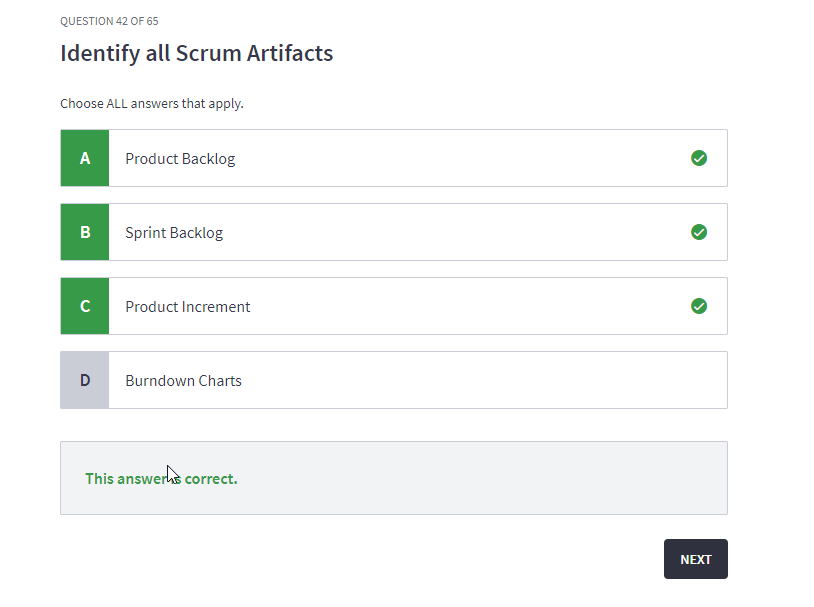 QUESTION 42 OF 65
Identify all Scrum Artifacts
Choose ALL answers that apply.
A Product Backlog
B Sprint Backlog
C Product Increment
D Burndown Charts
This answer is correct.
NEXT